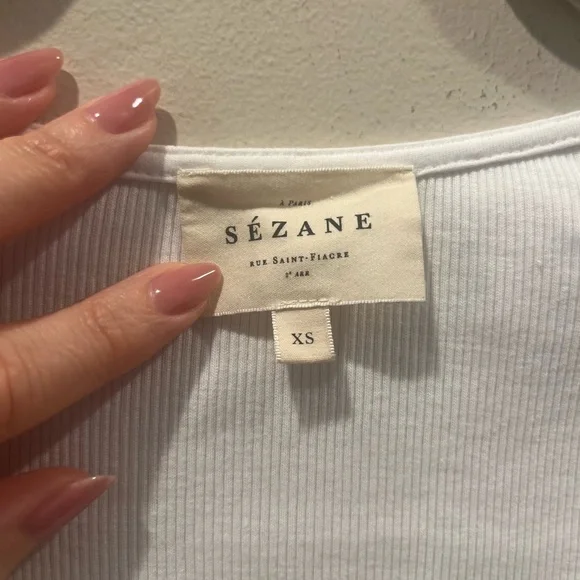 À PARIS
SÉZANE
RUE SAINT-FIACRE
2e ARR
XS